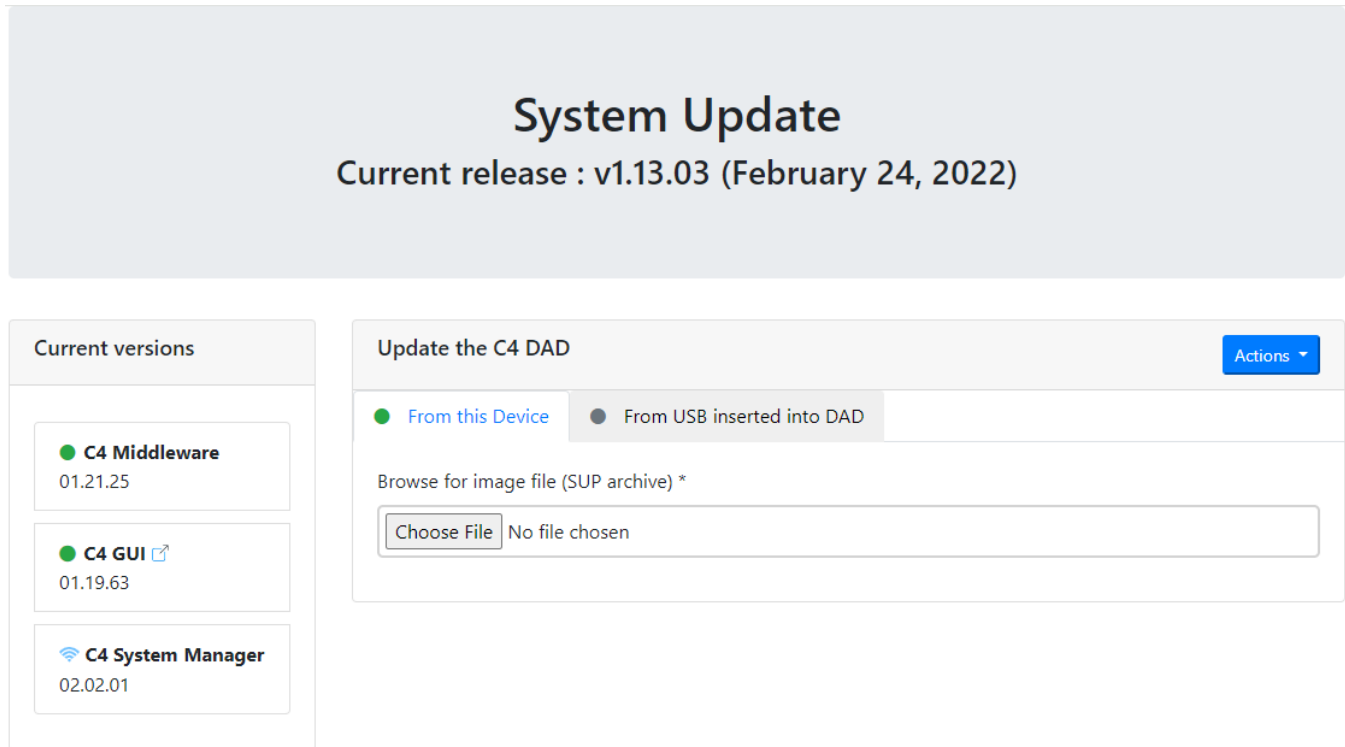 System Update
Current release : v1.13.03 (February 24, 2022)
Current versions
C4 Middleware
01.21.25
C4 GUI
01.19.63
C4 System Manager
02.02.01
Update the C4 DAD
Actions
From this Device
From USB inserted into DAD
Browse for image file (SUP archive) *
Choose File No file chosen